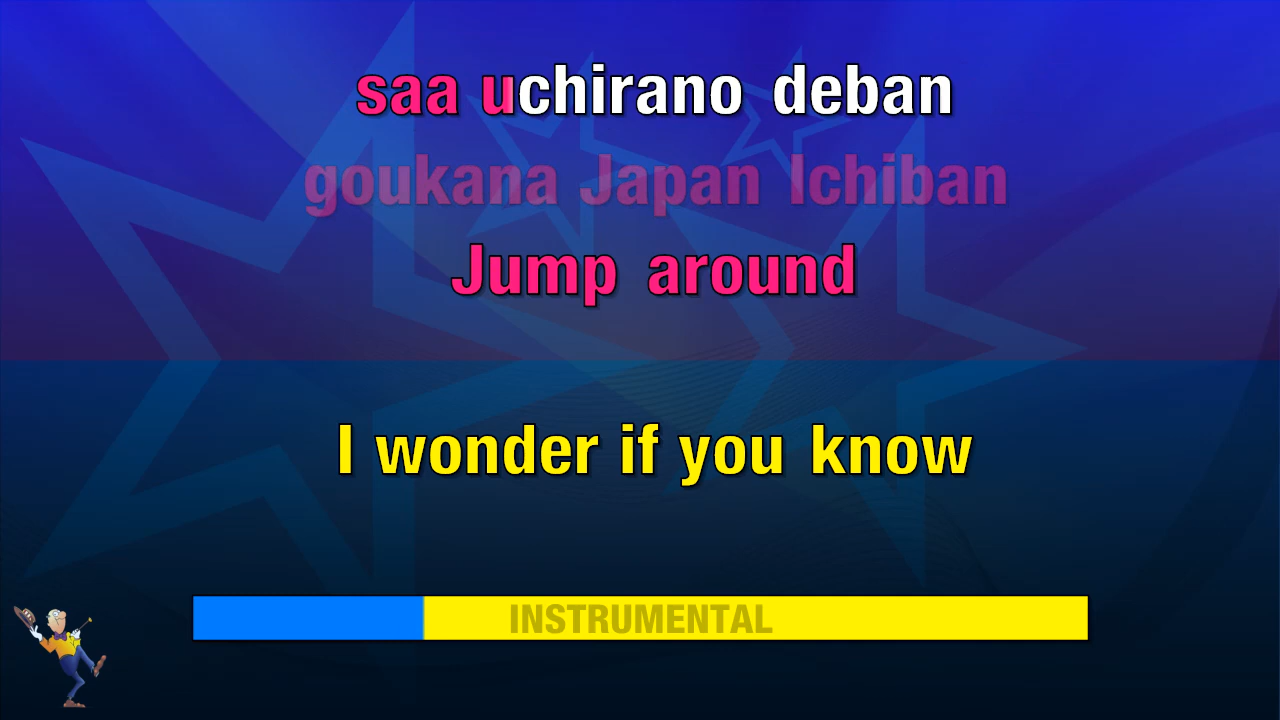 saa uchirano deban
goukana Japan Ichiban
Jump around
I wonder if you know
INSTRUMENTAL